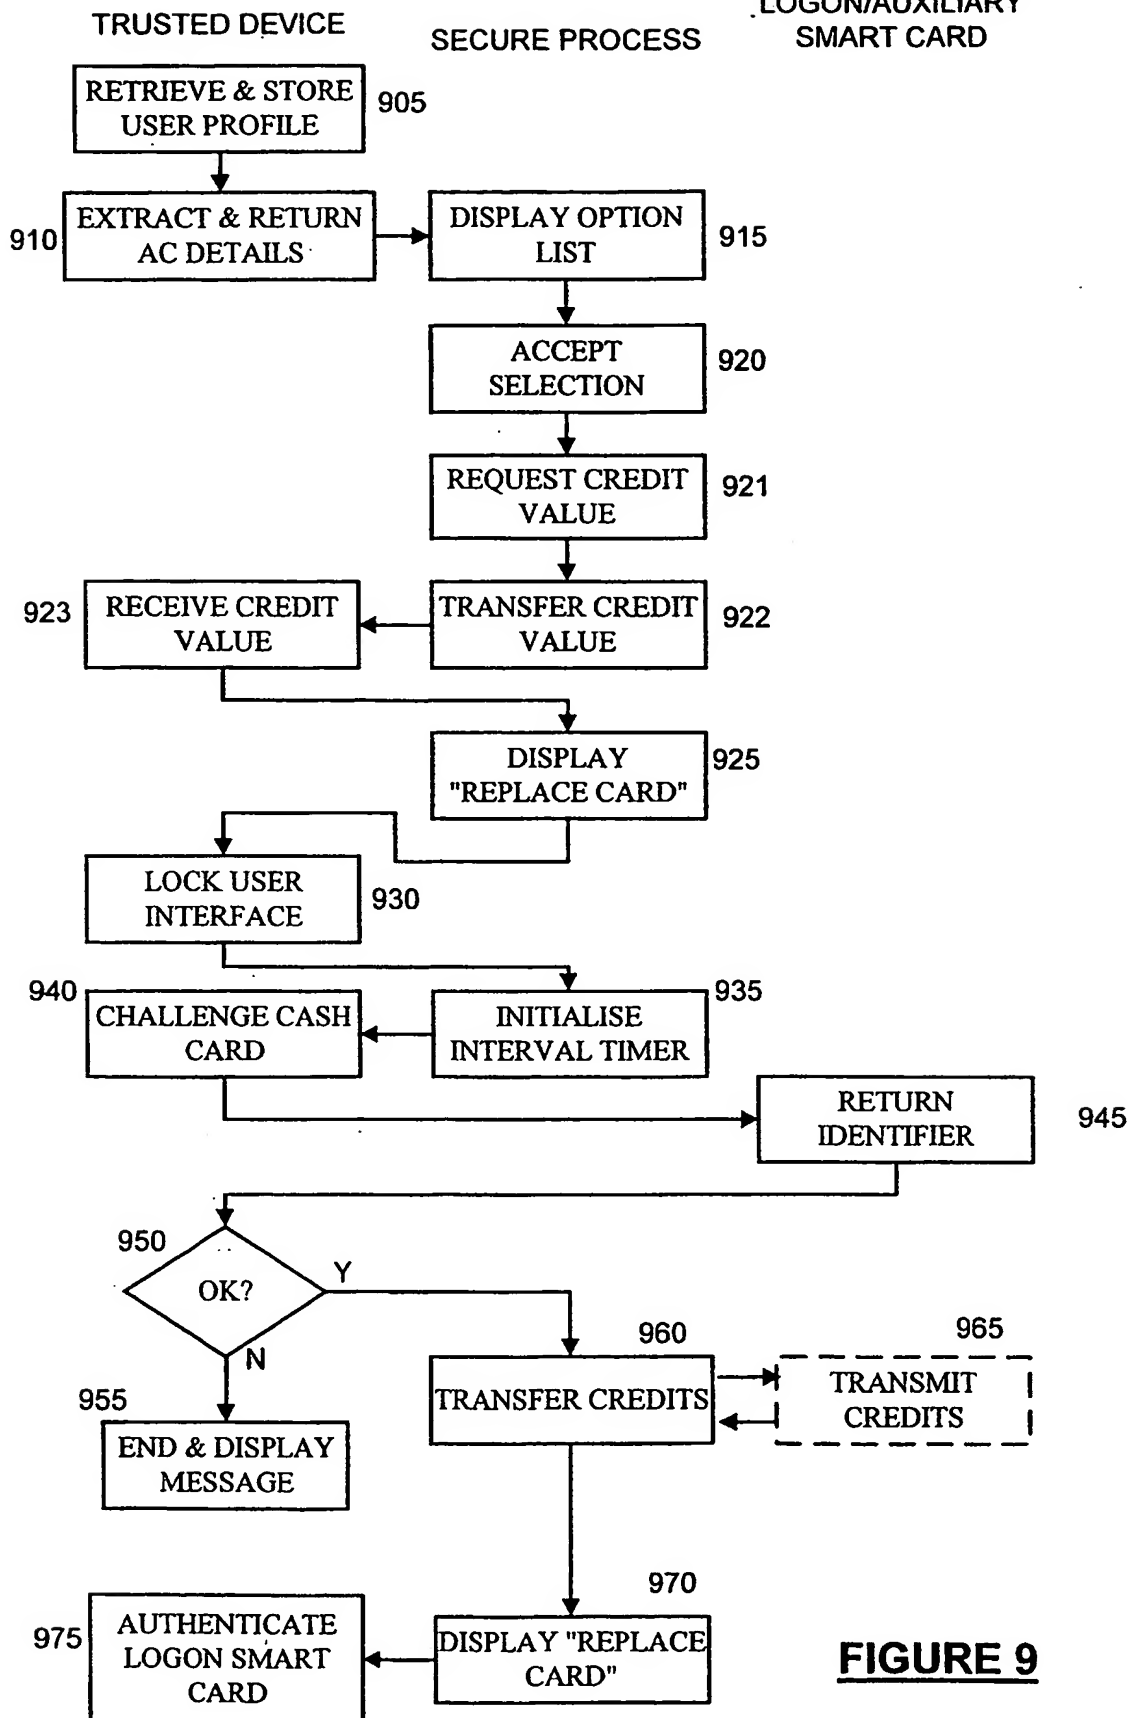 TRUSTED DEVICE
SECURE PROCESS
LOGON/AUXILIARY
SMART CARD
RETRIEVE & STORE
USER PROFILE
905
910
EXTRACT & RETURN
AC DETAILS
DISPLAY OPTION
LIST
915
ACCEPT
SELECTION
920
REQUEST CREDIT
VALUE
921
923
RECEIVE CREDIT
VALUE
TRANSFER CREDIT
VALUE
922
DISPLAY
"REPLACE CARD"
925
LOCK USER
INTERFACE
930
940
CHALLENGE CASH
CARD
INITIALISE
INTERVAL TIMER
935
RETURN
IDENTIFIER
945
950
OK?
Y
N
955
END & DISPLAY
MESSAGE
960
TRANSFER CREDITS
965
TRANSMIT
CREDITS
970
DISPLAY "REPLACE
CARD"
975
AUTHENTICATE
LOGON SMART
CARD
FIGURE 9